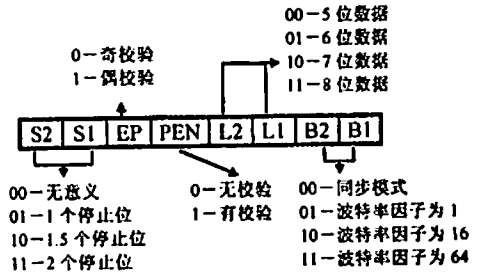 00－5 位数据
01－6 位数据
10－7 位数据
11－8 位数据
0－奇校验
1－偶校验
S2 S1 EP PEN L2 L1 B2 B1
00－无意义
01－1 个停止位
10－1.5 个停止位
11－2 个停止位
0－无校验
1－有校验
00－同步模式
01－波特率因子为 1
10－波特率因子为 16
11－波特率因子为 64